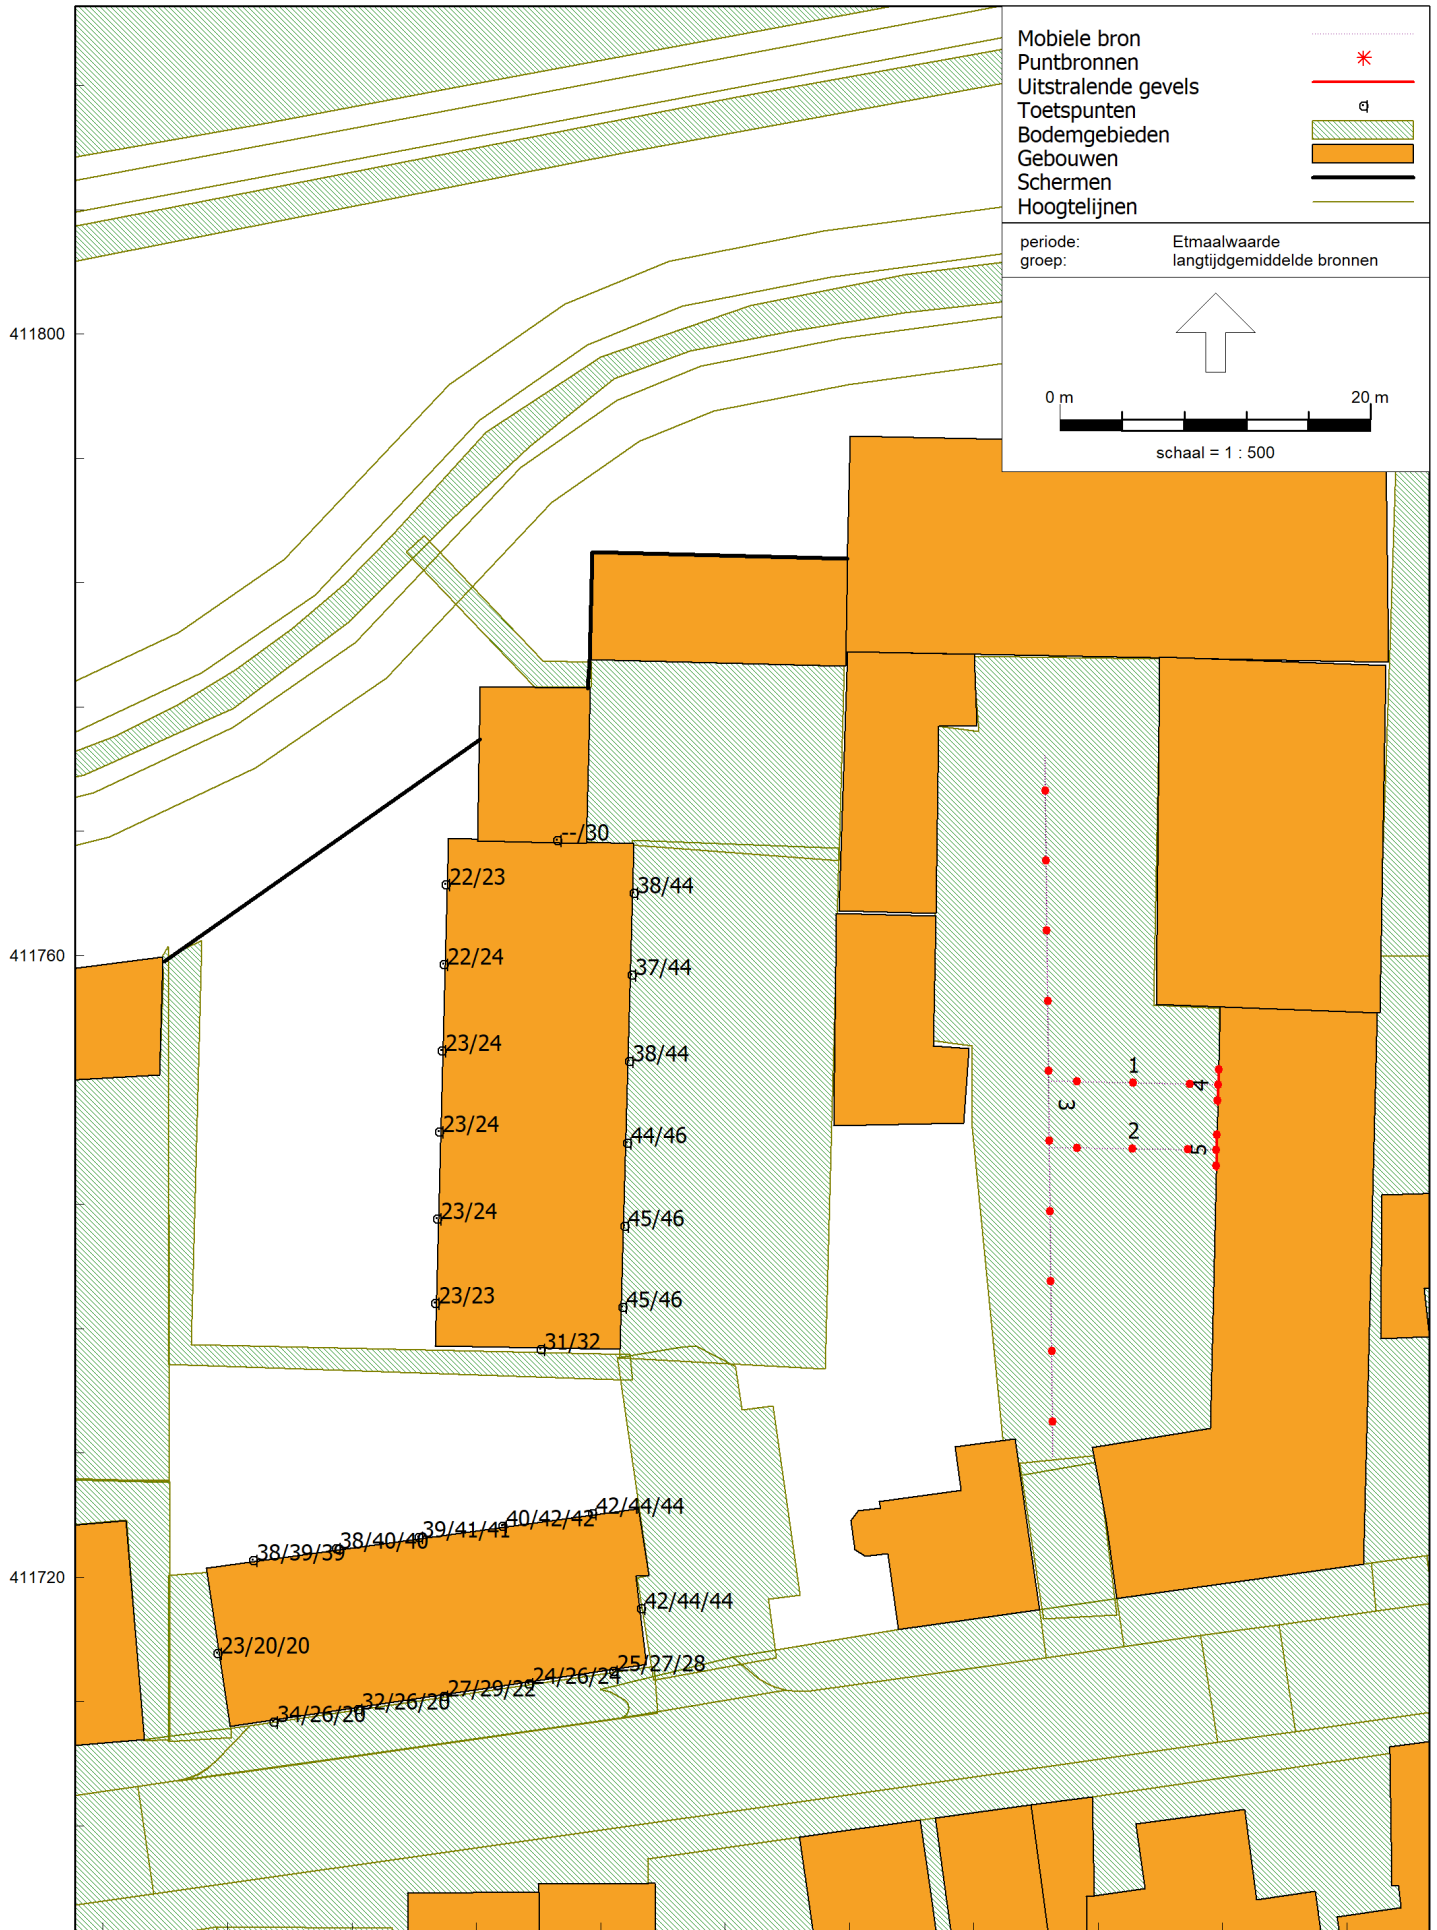 Mobiele bron
Puntbronnen
Uitstralende gevels
Toetspunten
Bodemgebieden
Gebouwen
Schermen
Hoogtelijnen
periode: Etmaalwaarde
groep: langtijdgemiddelde bronnen
0 m 20 m
schaal = 1 : 500
411800
--/30
22/23
38/44
411760
22/24
37/44
23/24
38/44
1
4
3
23/24
44/46
2
5
23/24
45/46
23/23
45/46
31/32
42/44/44
40/42/42
39/41/41
38/40/40
38/39/39
411720
42/44/44
23/20/20
25/27/28
24/26/24
27/29/22
32/26/20
34/26/20